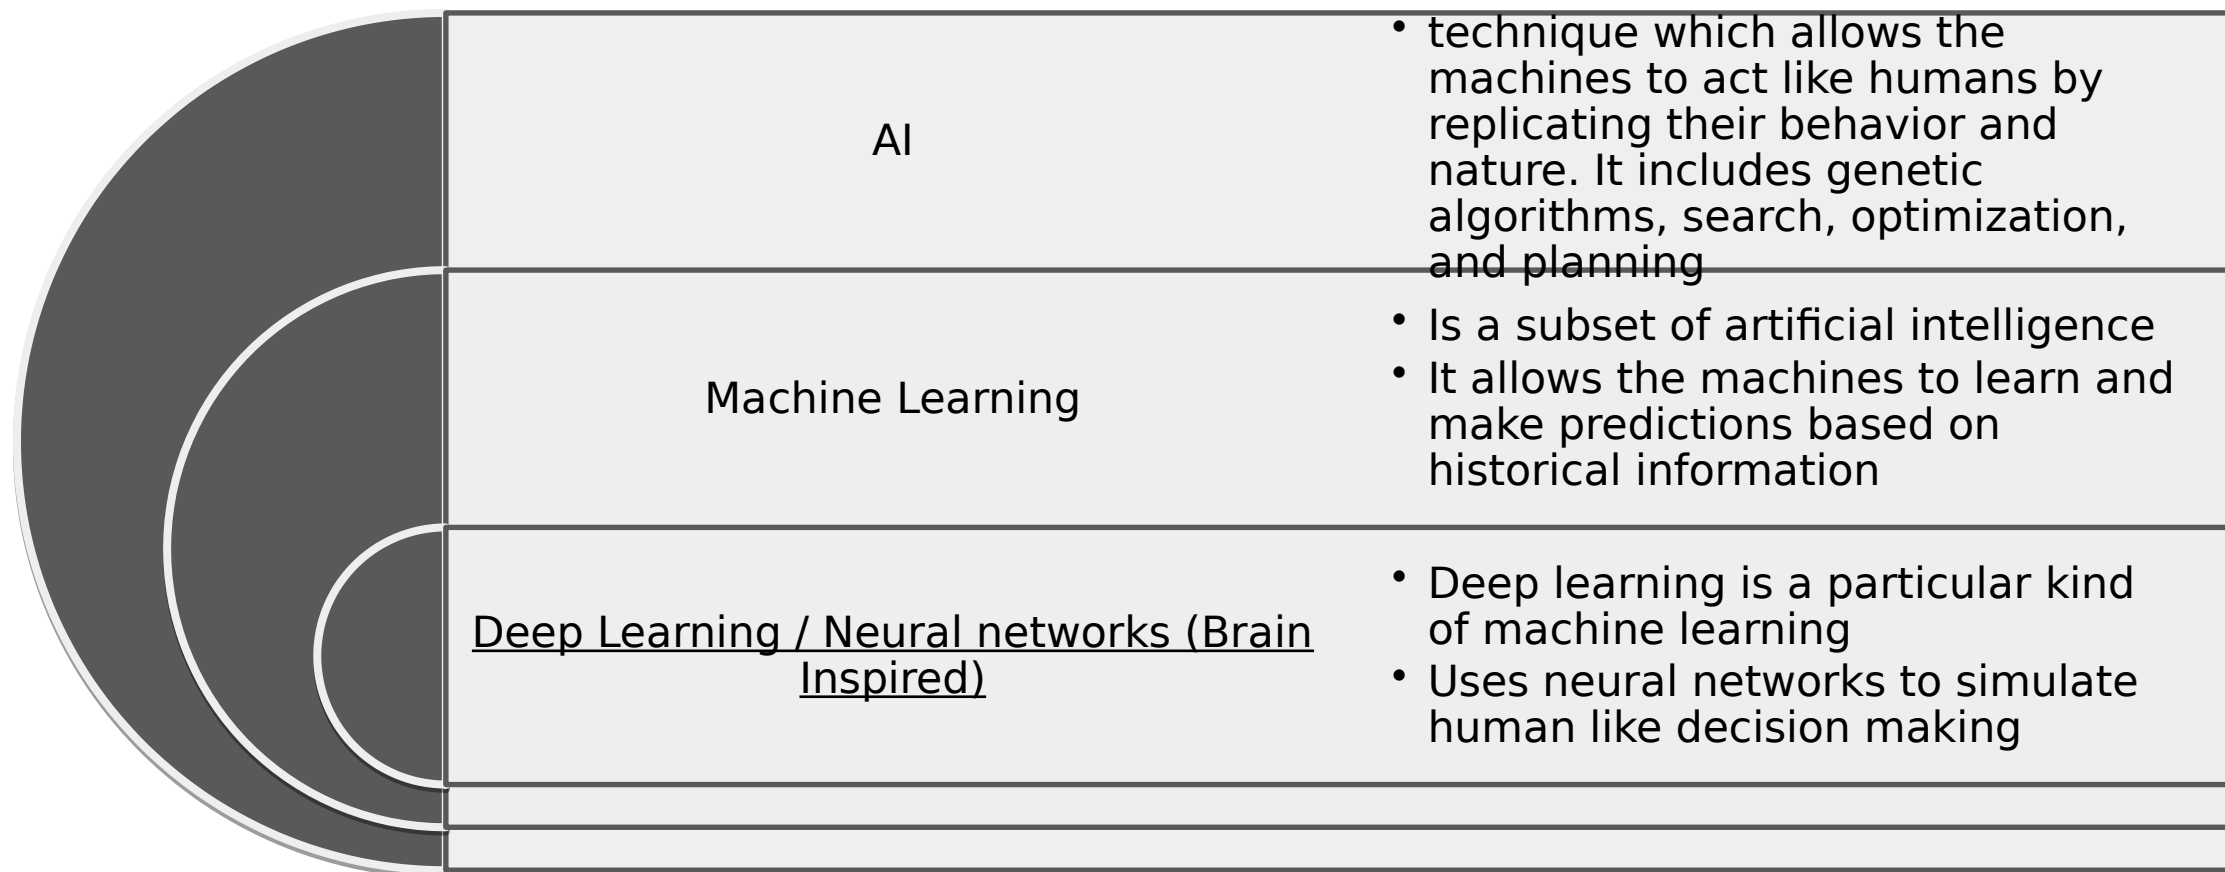 AI
• technique which allows the
machines to act like humans by
replicating their behavior and
nature. It includes genetic
algorithms, search, optimization,
and planning
Machine Learning
• Is a subset of artificial intelligence
• It allows the machines to learn and
make predictions based on
historical information
Deep Learning / Neural networks (Brain
Inspired)
• Deep learning is a particular kind
of machine learning
• Uses neural networks to simulate
human like decision making